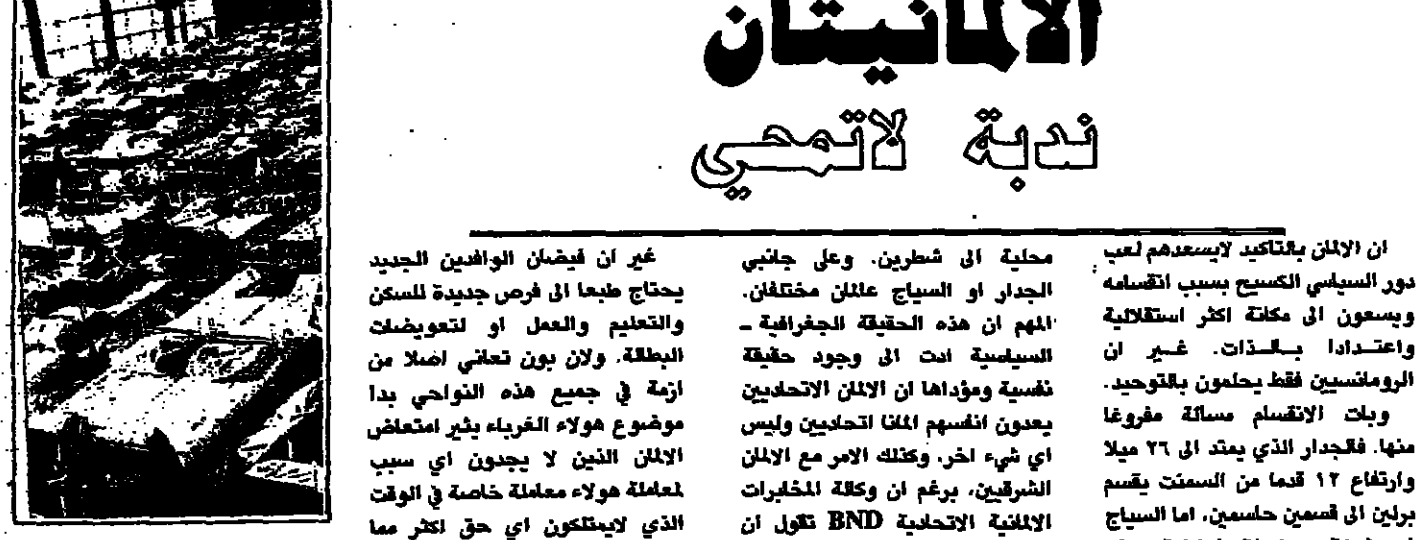 الالمانيتان
ندبة لاتمحي
ان الالمان بالتاكيد لايسعدهم لعب
دور السياسي الكسيح بسبب انقسامه
ويسعون الى مكانة اكثر استقلالية
واعتـدادا بـالـذات. غـير ان
الرومانسيين فقط يحلمون بالتوحيد.
وبات الانقسام مسالة مفروغا
منها. فالجدار الذي يمتد الى ٢٦ ميلا
وارتفاع ١٢ قدما من السمنت يقسم
برلين الى قسمين حاسمين، اما السياج
محلية الى شطرين. وعلى جانبي
الجدار او السياج عالمان مختلفان.
المهم ان هذه الحقيقة الجغرافية ــ
السياسية ادت الى وجود حقيقة
نفسية ومؤداها ان الالمان الاتحاديين
يعدون انفسهم المانا اتحاديين وليس
اي شيء اخر، وكذلك الامر مع الالمان
الشرقيين، برغم ان وكالة المخابرات
الالمانية الاتحادية BND تقول ان
غير ان فيضان الوافدين الجديد
يحتاج طبعا الى فرص جديدة للسكن
والتعليم والعمل او لتعويضات
البطالة. ولان بون تعاني اصلا من
ازمة في جميع هذه النواحي بدا
موضوع هولاء الغرباء يثير امتعاض
الالمان الذين لا يجدون اي سبب
لمعاملة هولاء معاملة خاصة في الوقت
الذي لايمتلكون اي حق اكثر مما